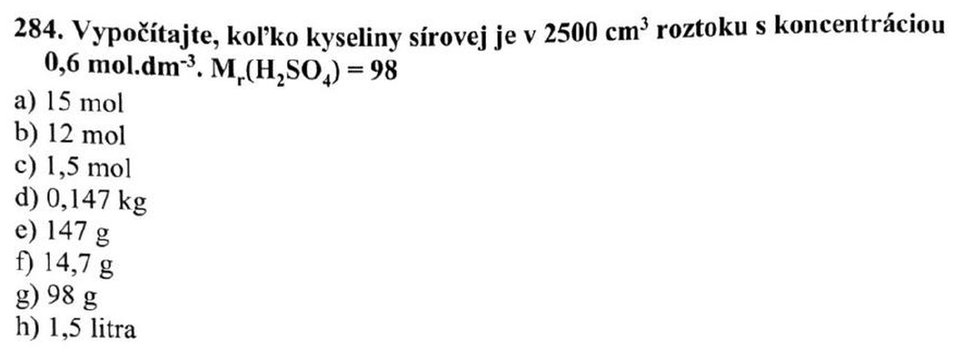 284. Vypočítajte, koľko kyseliny sírovej je v 2500 cm³ roztoku s koncentráciou
0,6 mol.dm⁻³. Mᵣ(H₂SO₄) = 98
a) 15 mol
b) 12 mol
c) 1,5 mol
d) 0,147 kg
e) 147 g
f) 14,7 g
g) 98 g
h) 1,5 litra